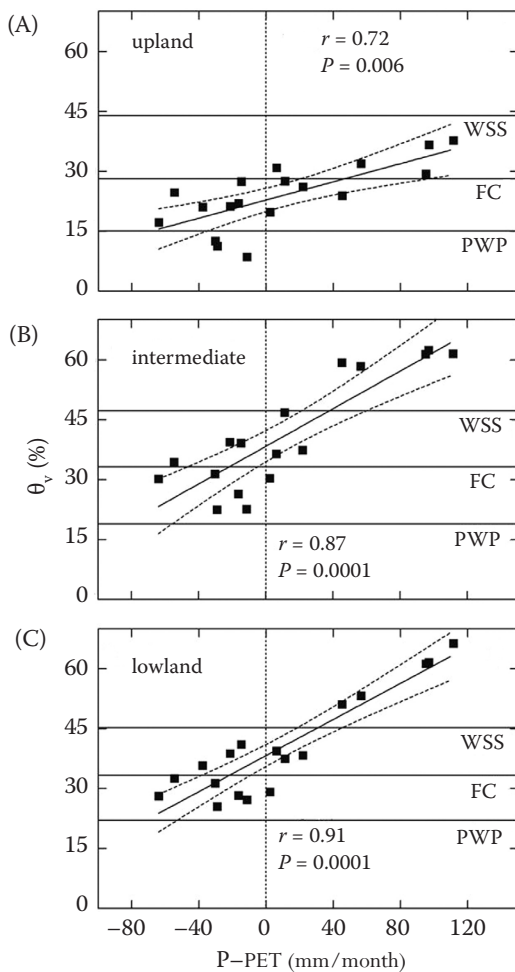 (A)
60
upland
r = 0.72
P = 0.006
45
WSS
30
FC
15
PWP
0
(B)
60
intermediate
45
WSS
θv (%)
30
FC
15
PWP
r = 0.87
P = 0.0001
0
(C)
60
lowland
45
WSS
30
FC
15
PWP
r = 0.91
P = 0.0001
0
−80 −40 0 40 80 120
P−PET (mm/month)